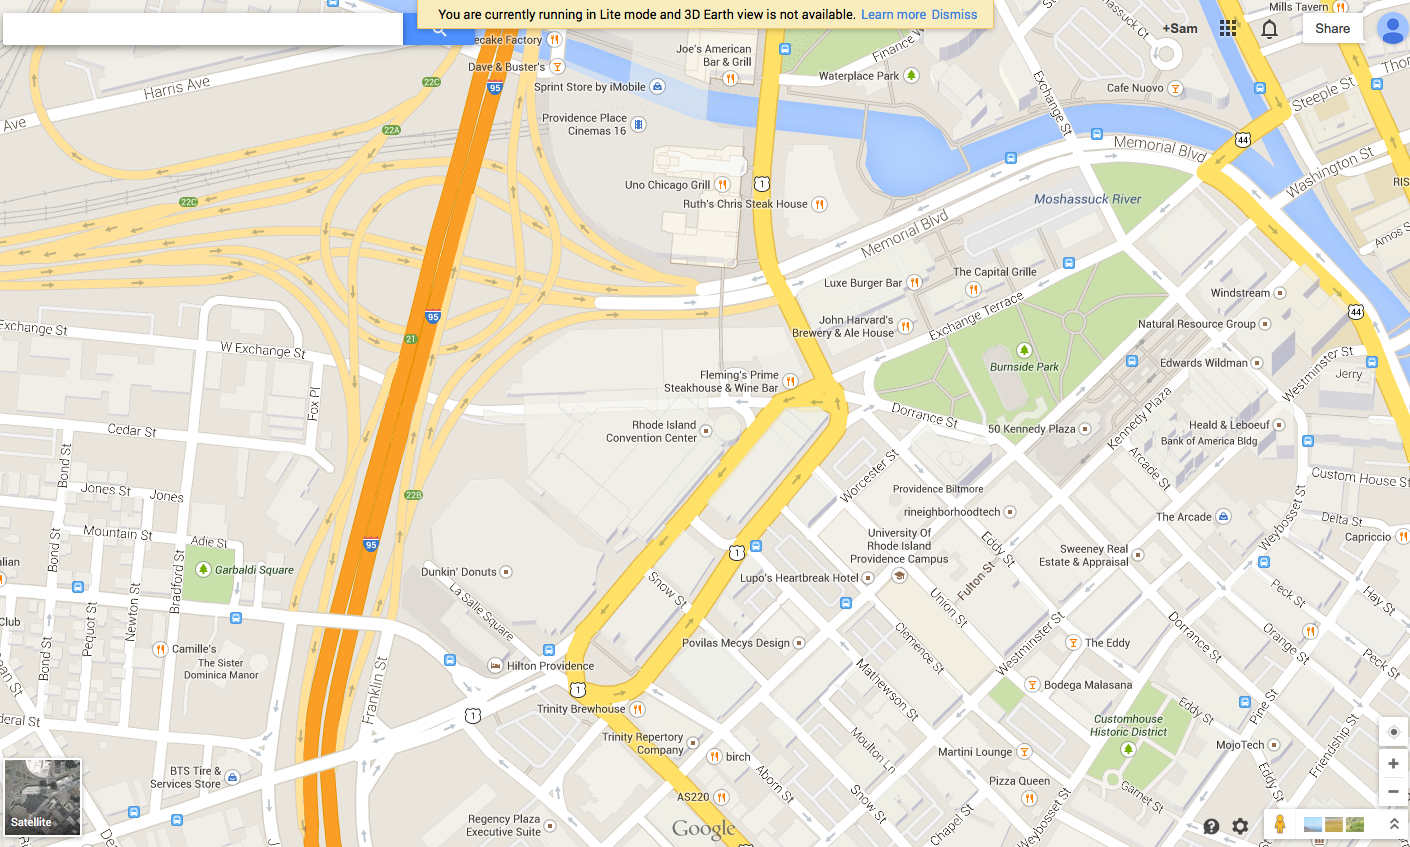 You are currently running in Lite mode and 3D Earth view is not available. Learn more Dismiss
+Sam
Share
Mills Tavern
ecake Factory
Dave & Buster's
Joe's American
Bar & Grill
Finance W
Waterplace Park
Sprint Store by iMobile
Cafe Nuovo
Steeple St
Harris Ave
Ave
22C
95
22A
Providence Place
Cinemas 16
Exchange St
Memorial Blvd
44
Washington St
Uno Chicago Grill
1
Ruth's Chris Steak House
Moshassuck River
RIS
22C
Memorial Blvd
Amos S
Luxe Burger Bar
The Capital Grille
Windstream
44
Exchange Terrace
John Harvard's
Brewery & Ale House
Natural Resource Group
95
Exchange St
W Exchange St
21
Burnside Park
Edwards Wildman
Westminster St
Jerry
Fleming's Prime
Steakhouse & Wine Bar
Fox Pl
Dorrance St
Kennedy Plaza
50 Kennedy Plaza
Heald & Leboeuf
Bank of America Bldg
Rhode Island
Convention Center
Cedar St
Bond St
Worcester St
Arcade St
Custom House St
Jones St
Jones
22B
Providence Biltmore
rineighborhoodtech
The Arcade
Weybosset St
Delta St
Capriccio
Mountain St
Adie St
95
University Of
Rhode Island
Providence Campus
Eddy St
Sweeney Real
Estate & Appraisal
1
Bond St
alian
Garbaldi Square
Bradford St
Dunkin' Donuts
La Salle Square
Snow St
Lupo's Heartbreak Hotel
Fulton St
Union St
Peck St
Hay St
Newton St
Pequot St
Club
Clemence St
Westminster St
Dorrance St
Orange St
Peck St
Camille's
Povilas Mecys Design
The Eddy
The Sister
Dominica Manor
Bond St
Hilton Providence
Mathewson St
Bodega Malasana
Franklin St
1
1
Trinity Brewhouse
Customhouse
Historic District
Eddy St
Pine St
Friendship St
deral St
Trinity Repertory
Company
birch
Moulton Ln
Martini Lounge
MojoTech
BTS Tire &
Services Store
Aborn St
Snow St
Pizza Queen
Garnet St
Eddy St
AS220
Chapel St
Weybosset St
Satellite
Regency Plaza
Executive Suite
Google